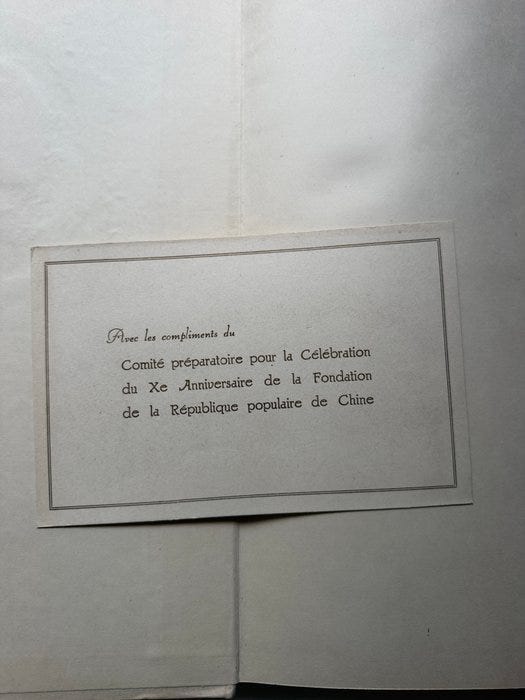 Avec les compliments du
Comité préparatoire pour la Célébration
du Xe Anniversaire de la Fondation
de la République populaire de Chine